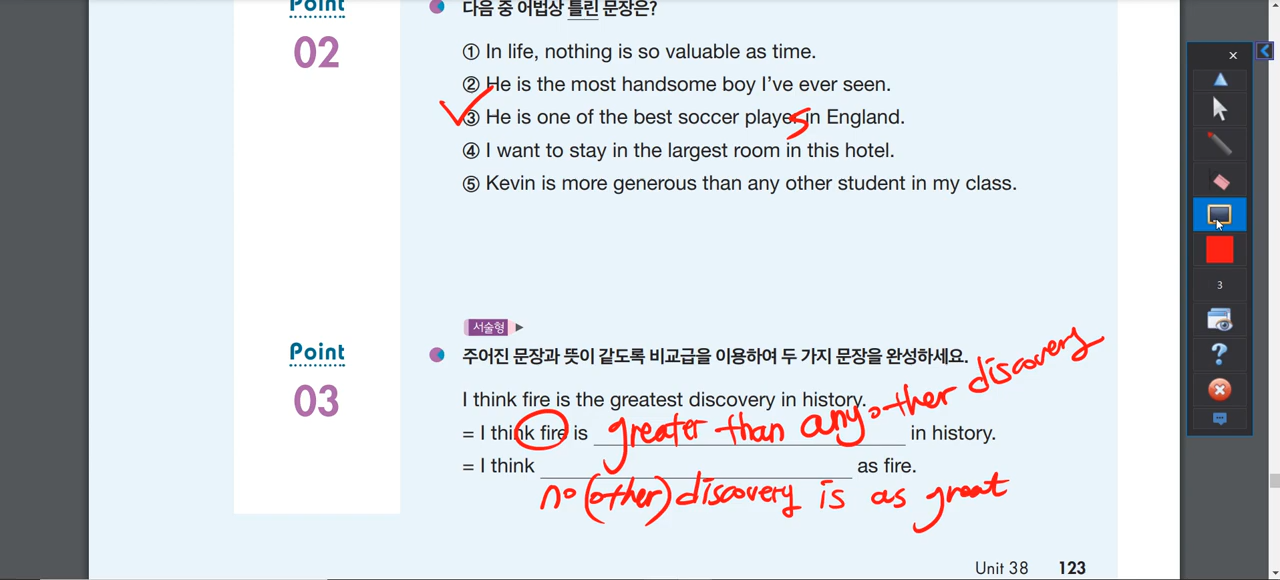 Point
02
다음 중 어법상 틀린 문장은?
① In life, nothing is so valuable as time.
② He is the most handsome boy I've ever seen.
③ He is one of the best soccer players in England.
④ I want to stay in the largest room in this hotel.
⑤ Kevin is more generous than any other student in my class.
서술형
Point
03
주어진 문장과 뜻이 같도록 비교급을 이용하여 두 가지 문장을 완성하세요.
I think fire is the greatest discovery in history.
= I think fire is greater than any other discovery in history.
= I think as fire.
no (other) discovery is as great
Unit 38 123
3